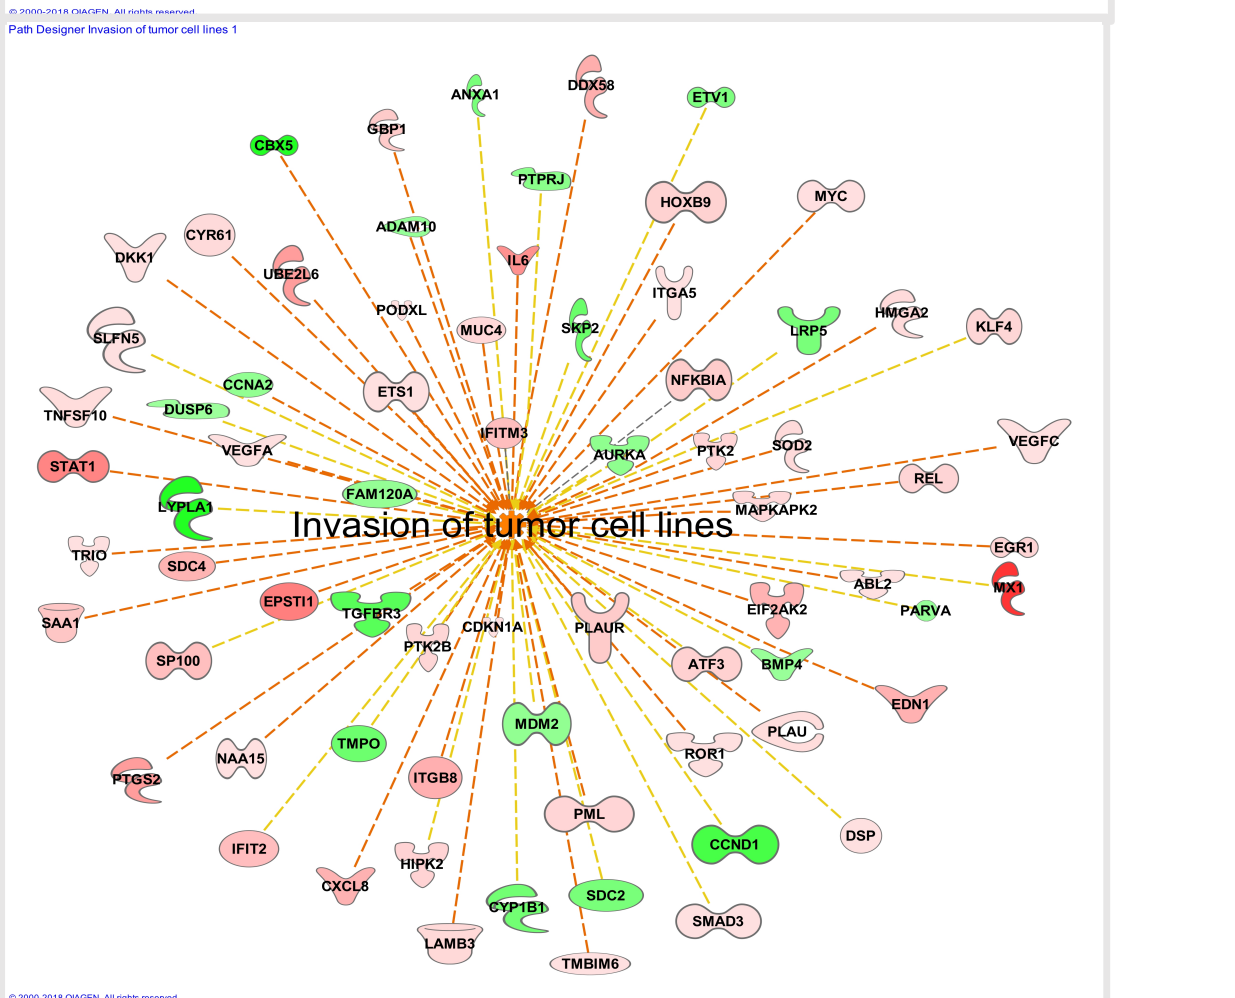 © 2000-2018 QIAGEN. All rights reserved.
Path Designer Invasion of tumor cell lines 1
DDX58
ANXA1
ETV1
GBP1
CBX5
PTPRJ
MYC
HOXB9
ADAM10
CYR61
DKK1
IL6
UBE2L6
ITGA5
PODXL
HMGA2
MUC4
SKP2
LRP5
KLF4
SLFN5
NFKBIA
CCNA2
ETS1
DUSP6
TNFSF10
IFITM3
VEGFC
SOD2
VEGFA
PTK2
AURKA
STAT1
REL
FAM120A
LYPLA1
MAPKAPK2
Invasion of tumor cell lines
EGR1
TRIO
SDC4
ABL2
MX1
EPSTI1
EIF2AK2
PARVA
TGFBR3
SAA1
CDKN1A
PLAUR
PTK2B
SP100
ATF3
BMP4
EDN1
MDM2
PLAU
TMPO
ROR1
NAA15
ITGB8
PTGS2
PML
DSP
CCND1
IFIT2
HIPK2
CXCL8
SDC2
CYP1B1
SMAD3
LAMB3
TMBIM6
© 2000-2018 QIAGEN. All rights reserved.